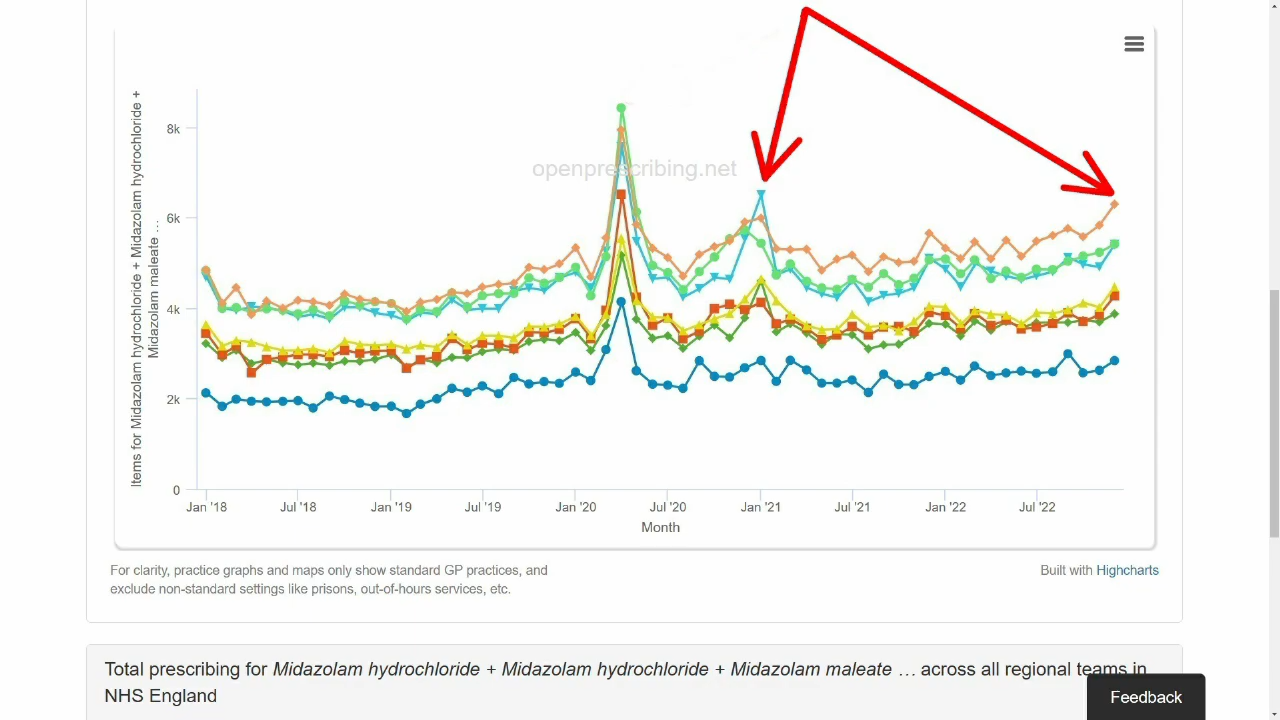 Items for Midazolam hydrochloride + Midazolam hydrochloride +
Midazolam maleate …
8k
6k
4k
2k
0
openprescribing.net
Jan '18
Jul '18
Jan '19
Jul '19
Jan '20
Jul '20
Jan '21
Jul '21
Jan '22
Jul '22
Month
For clarity, practice graphs and maps only show standard GP practices, and
exclude non-standard settings like prisons, out-of-hours services, etc.
Built with Highcharts
Total prescribing for Midazolam hydrochloride + Midazolam hydrochloride + Midazolam maleate … across all regional teams in
NHS England
Feedback